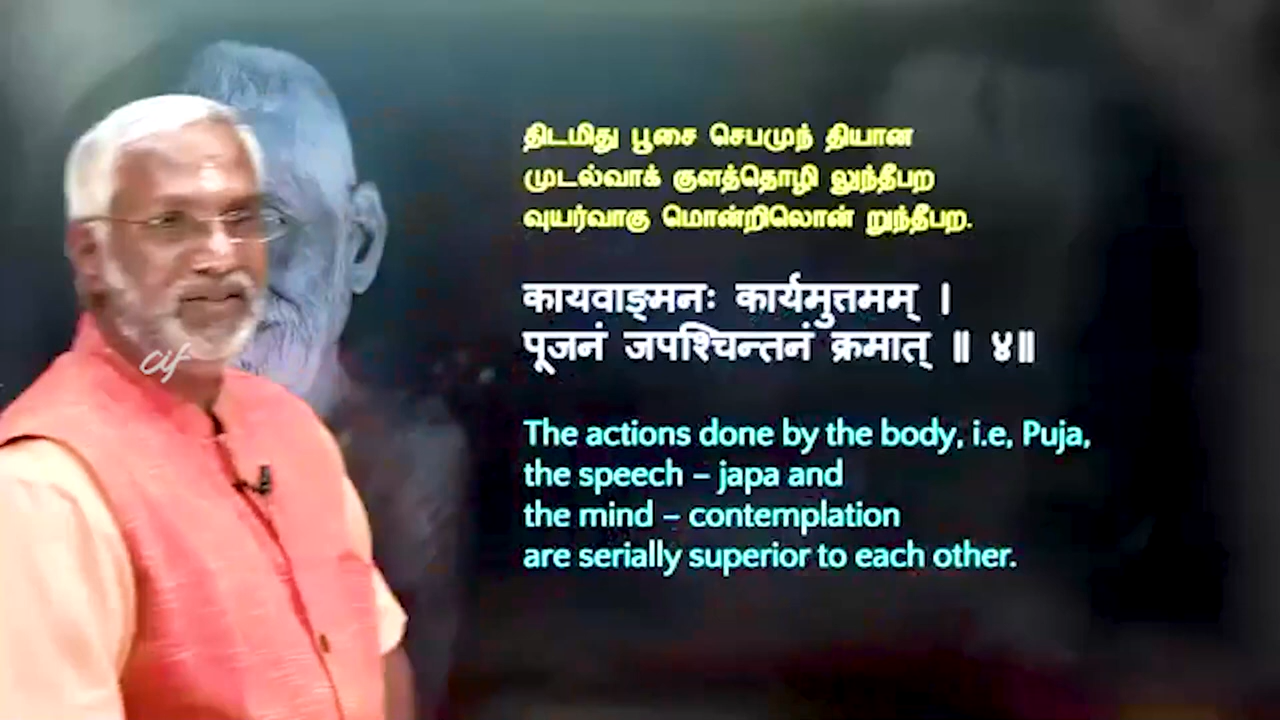 திடமிது பூசை செபமுந் தியான
முடல்வாக் குளத்தொழி லுந்தீபற
வுயர்வாகு மொன்றிலொன் றுந்தீபற.
कायवाङ्मनः कार्यमुत्तमम् ।
पूजनं जपश्चिन्तनं क्रमात् ॥ ४॥
The actions done by the body, i.e, Puja,
the speech – japa and
the mind – contemplation
are serially superior to each other.
cif